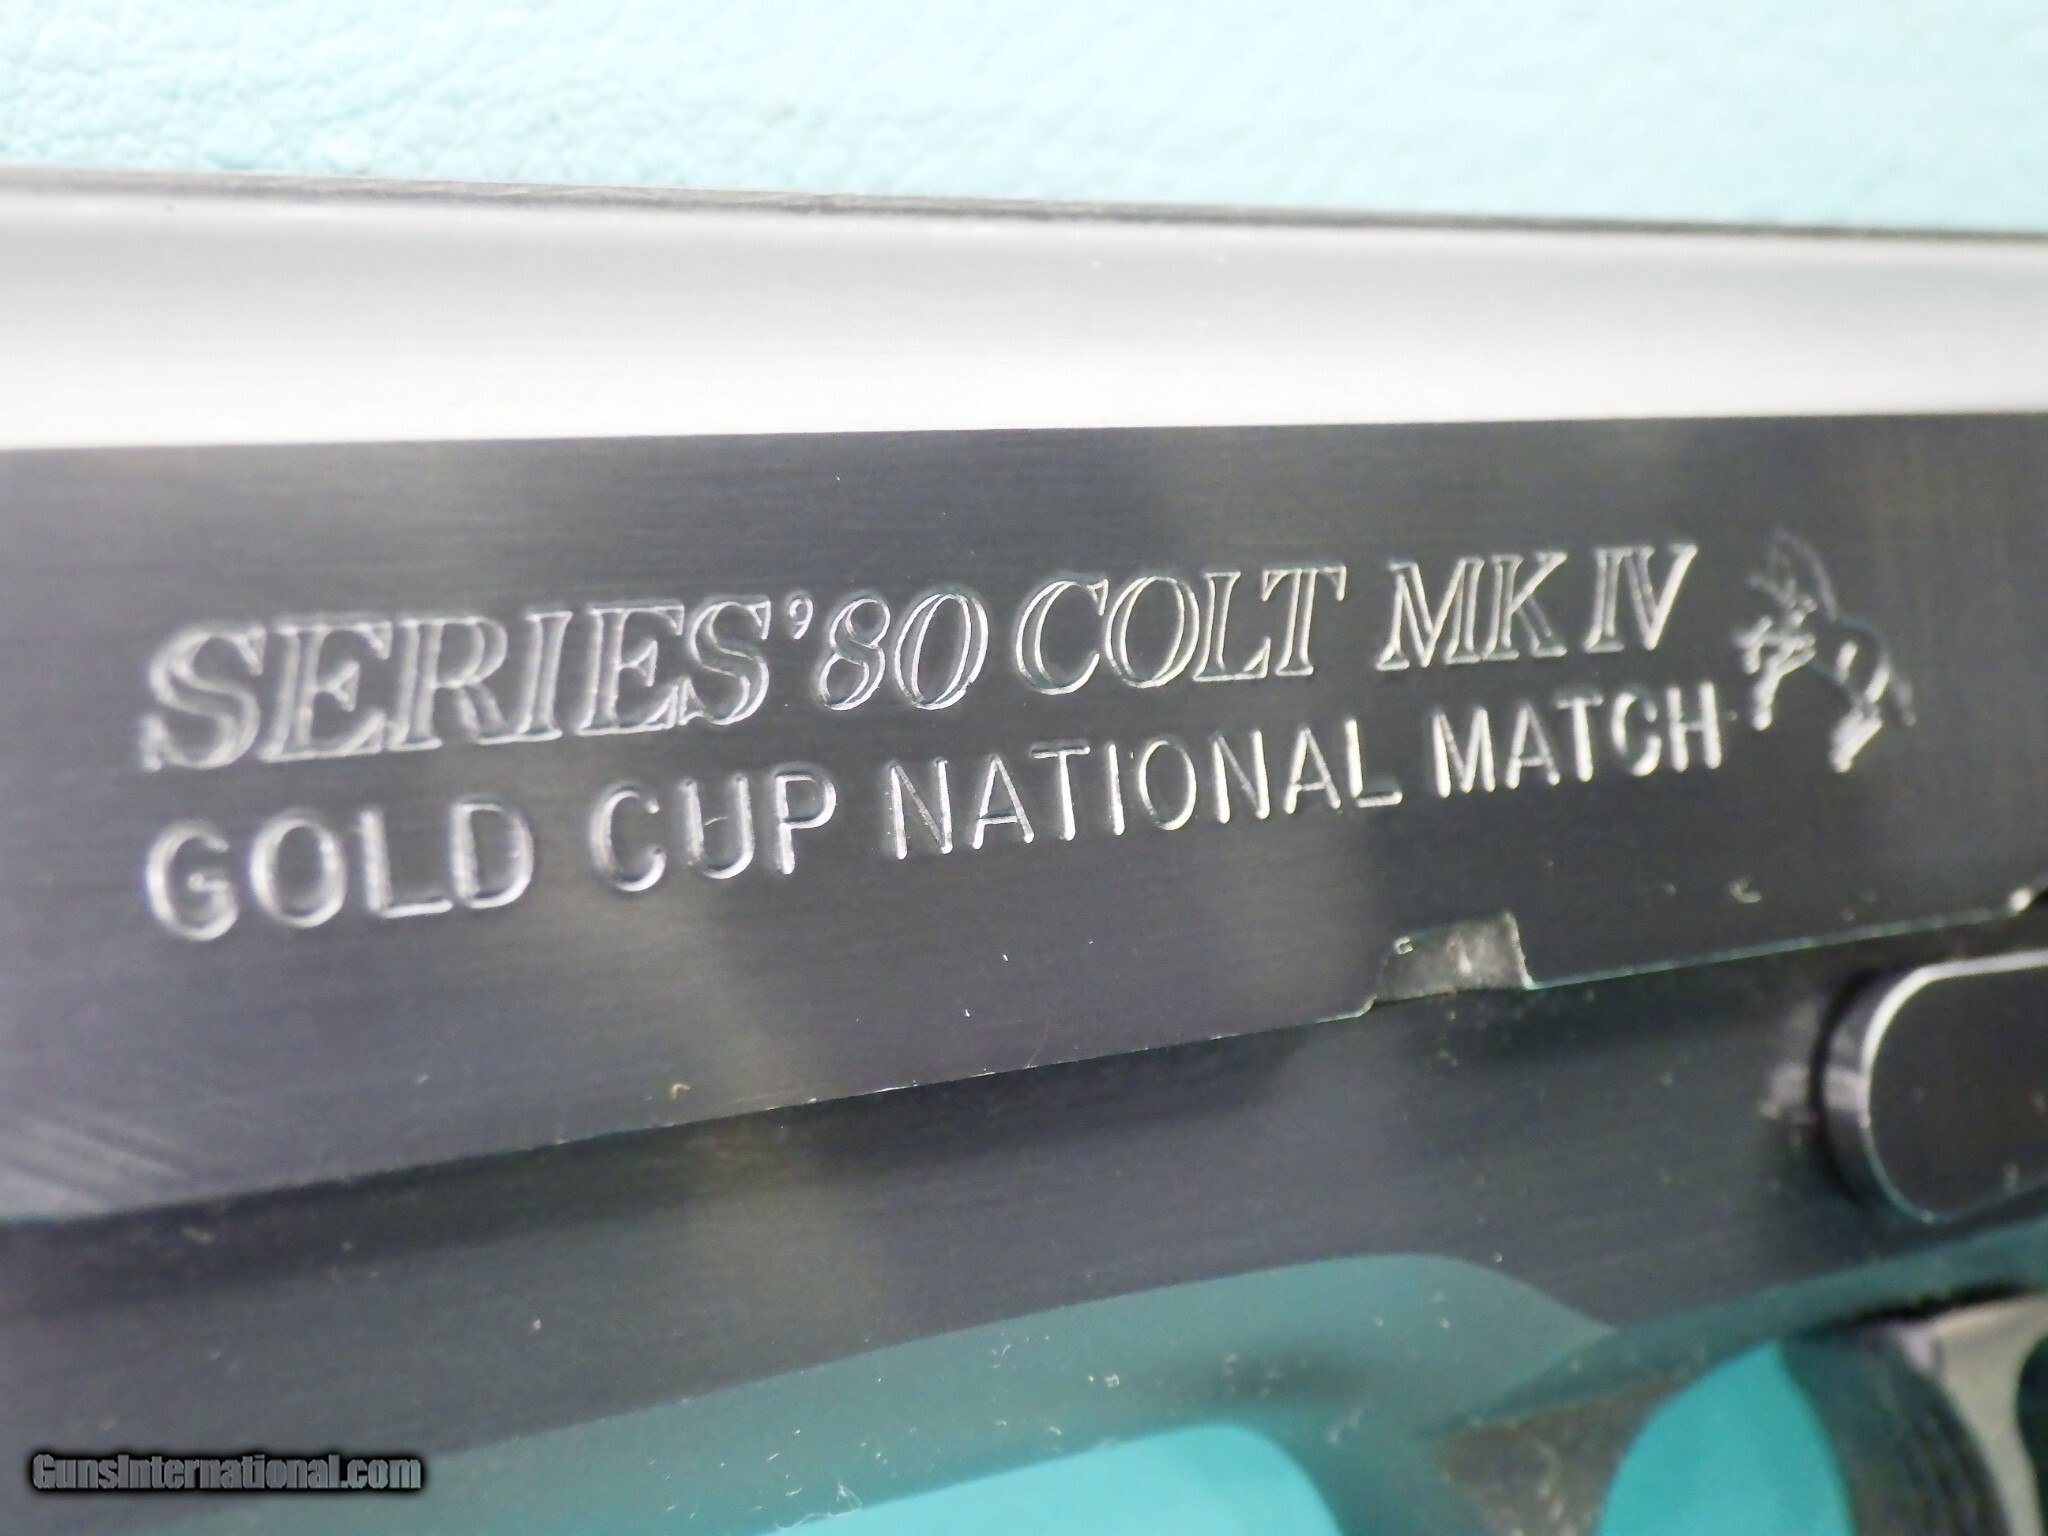 SERIES'80 COLT MK IV
GOLD CUP NATIONAL MATCH
GunsInternational.com